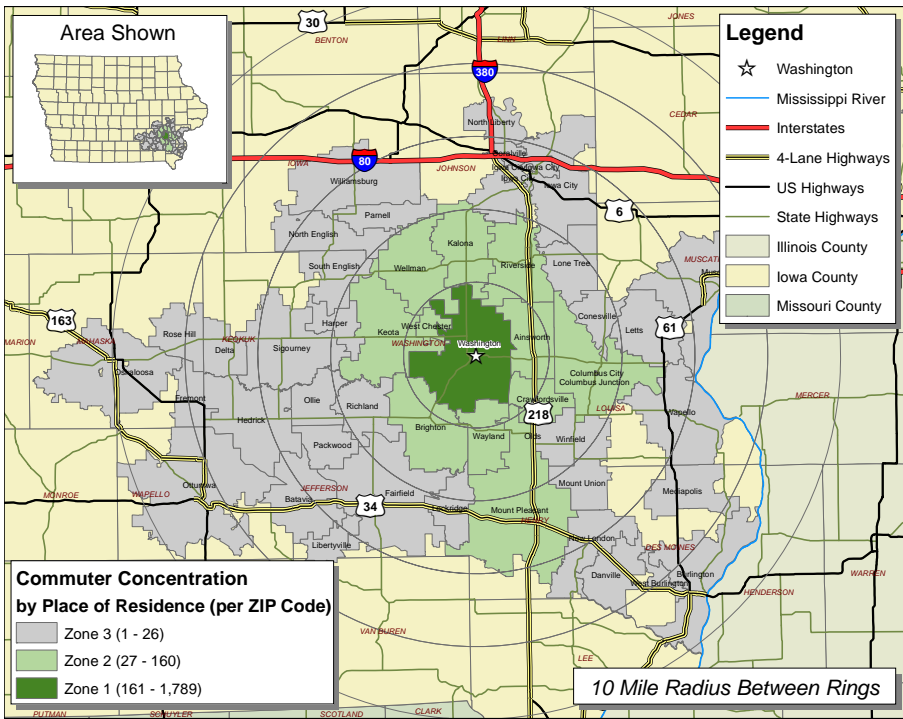 Area Shown
30
BENTON
LINN
JONES
Legend
Washington
Mississippi River
Interstates
4-Lane Highways
US Highways
State Highways
Illinois County
Iowa County
Missouri County
380
CEDAR
North Liberty
Coralville
IOWA
80
JOHNSON
Iowa City
Iowa City
Iowa City
Williamsburg
6
Parnell
North English
Kalona
South English
Wellman
Riverside
Lone Tree
163
Rose Hill
Harper
West Chester
Conesville
Letts
61
MARION
MAHASKA
KEOKUK
Delta
Sigourney
Keota
WASHINGTON
Washington
Ainsworth
Oskaloosa
Columbus City
Columbus Junction
MERCER
Fremont
Ollie
Richland
Crawfordsville
218
LOUISA
Wapello
Hedrick
Brighton
Wayland
Olds
Winfield
Packwood
Ottumwa
JEFFERSON
Fairfield
Mount Union
Mediapolis
MONROE
WAPELLO
Batavia
34
Lockridge
Mount Pleasant
HENRY
Libertyville
New London
DES MOINES
Danville
West Burlington
Burlington
WARREN
HENDERSON
Commuter Concentration
by Place of Residence (per ZIP Code)
Zone 3 (1 - 26)
Zone 2 (27 - 160)
Zone 1 (161 - 1,789)
VAN BUREN
LEE
10 Mile Radius Between Rings
PUTMAN
SCHUYLER
SCOTLAND
CLARK